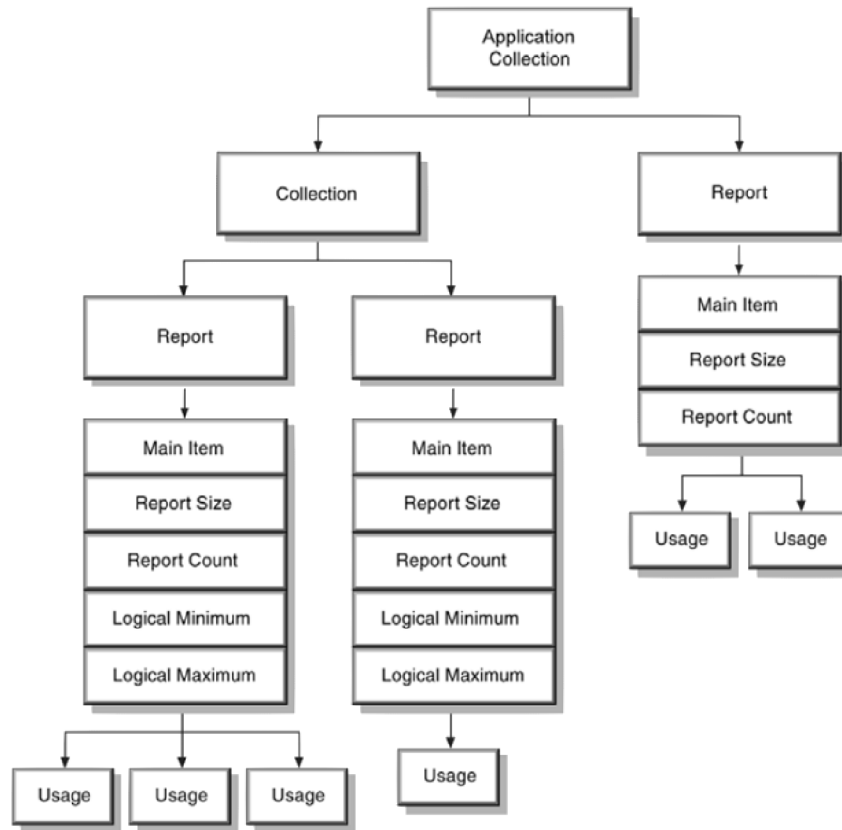 Application
Collection
Collection
Report
Report
Report
Main Item
Report Size
Report Count
Main Item
Report Size
Report Count
Logical Minimum
Logical Maximum
Main Item
Report Size
Report Count
Logical Minimum
Logical Maximum
Usage
Usage
Usage
Usage
Usage
Usage